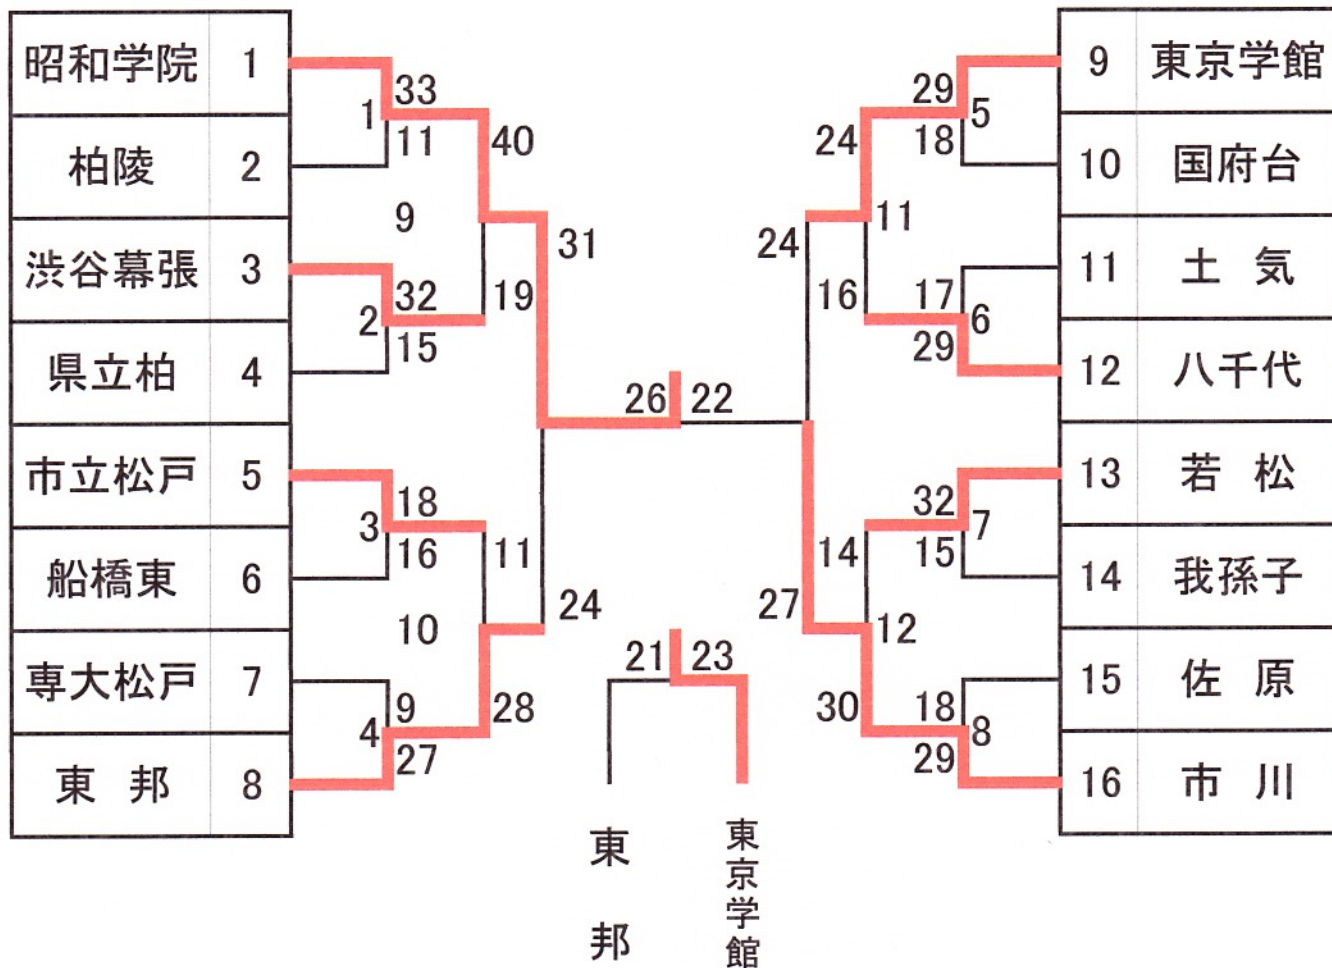 昭和学院 1
柏陵 2
渋谷幕張 3
県立柏 4
市立松戸 5
船橋東 6
専大松戸 7
東 邦 8
1
33
11
40
9
2
32
15
19
31
3
18
16
11
10
4
9
27
28
24
26 22
21 23
東邦
東京学館
24
27
24
11
16
14
12
30
29
18
5
17
29
6
32
15
7
18
29
8
9 東京学館
10 国府台
11 土 気
12 八千代
13 若 松
14 我孫子
15 佐 原
16 市 川